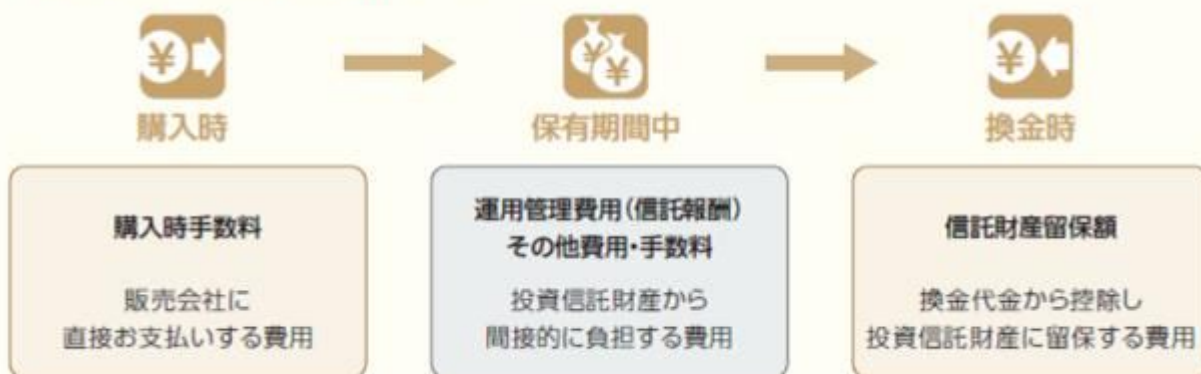 購入時
保有期間中
換金時
購入時手数料
販売会社に
直接お支払いする費用
運用管理費用(信託報酬)
その他費用・手数料
投資信託財産から
間接的に負担する費用
信託財産留保額
換金代金から控除し
投資信託財産に留保する費用